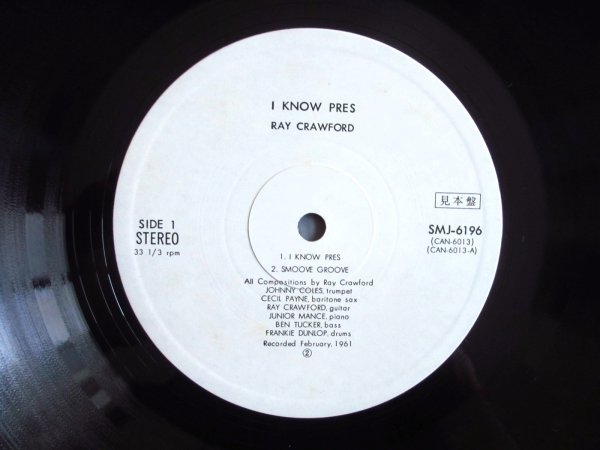 I KNOW PRES
RAY CRAWFORD
見本盤
SIDE 1
STEREO
33 1/3 rpm
SMJ-6196
(CAN-6013)
(CAN-6013-A)
1. I KNOW PRES
2. SMOOVE GROOVE
All Compositions by Ray Crawford
JOHNNY COLES, trumpet
CECIL PAYNE, baritone sax
RAY CRAWFORD, guitar
JUNIOR MANCE, piano
BEN TUCKER, bass
FRANKIE DUNLOP, drums
Recorded February, 1961
②